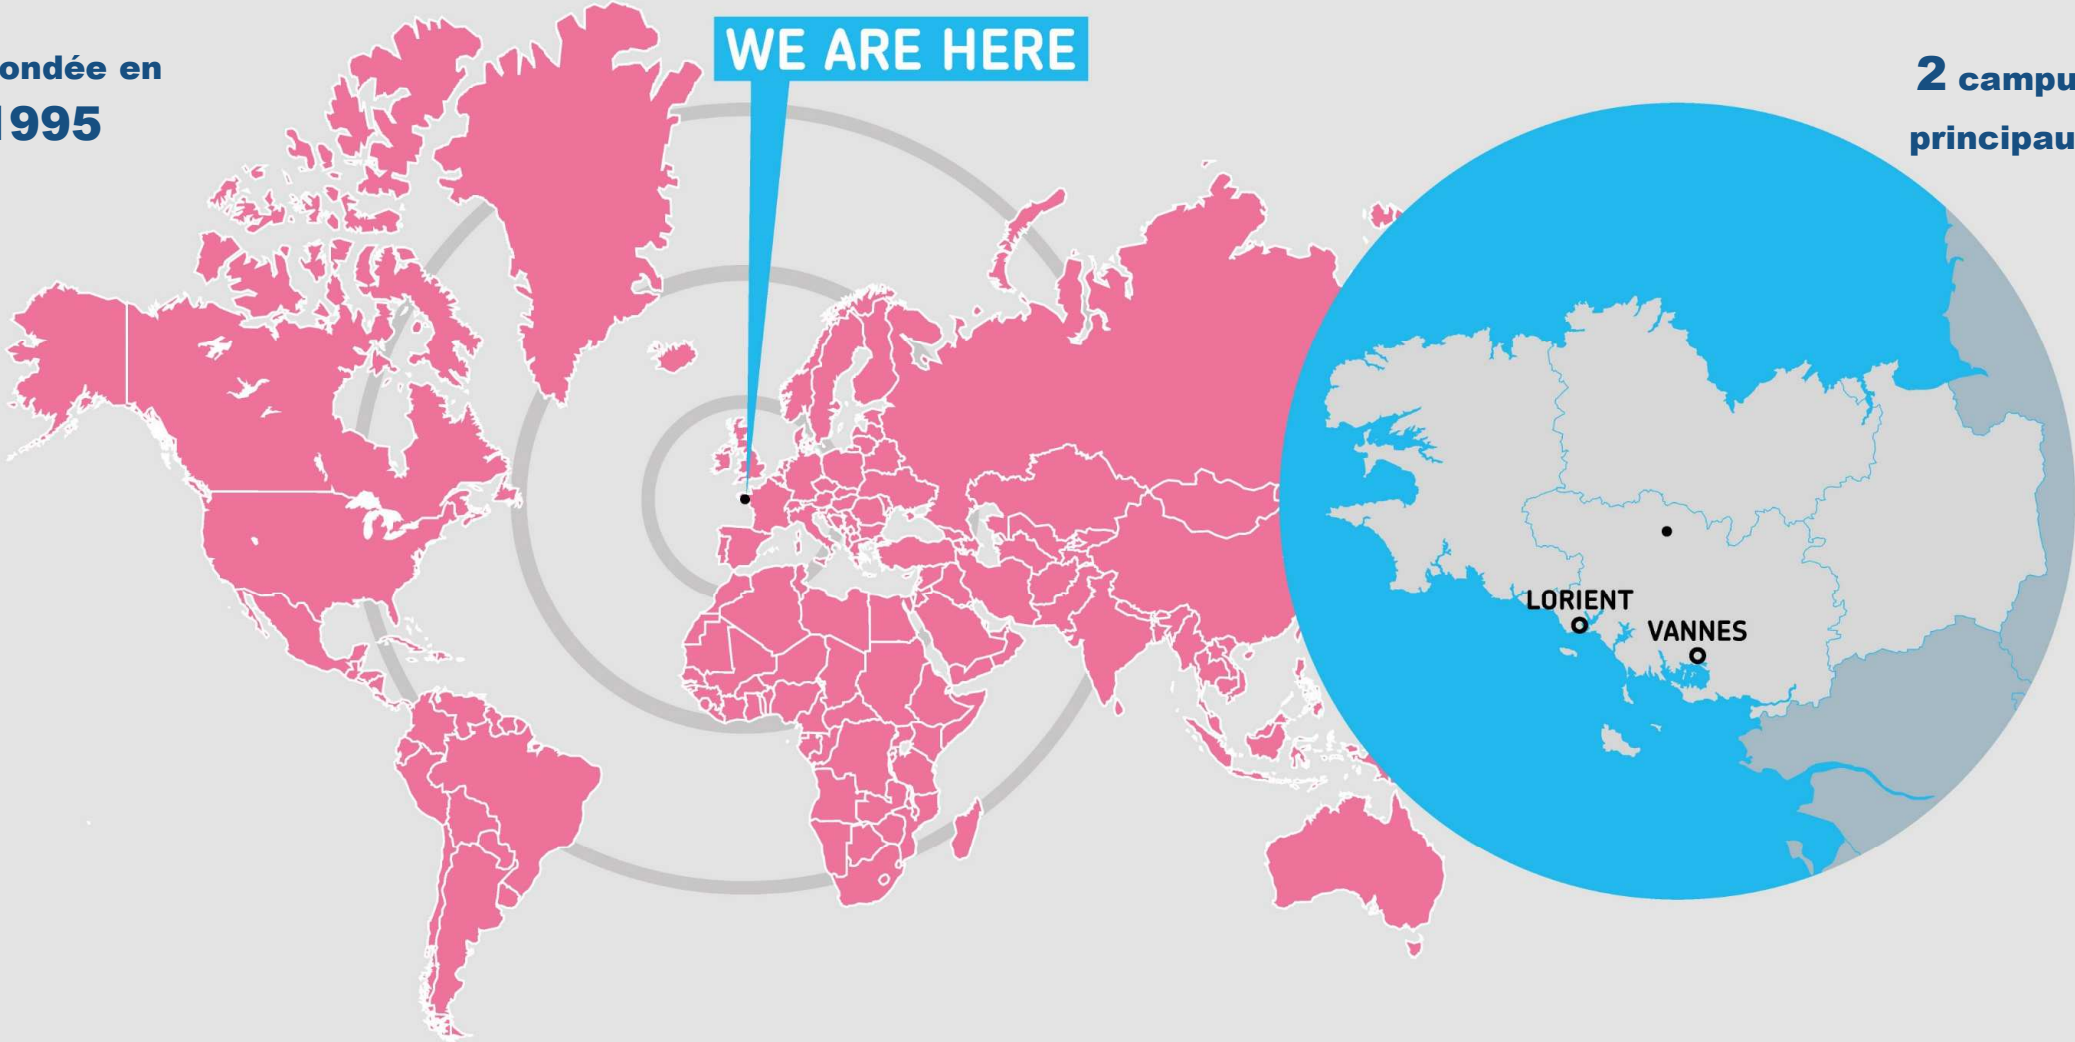 ondée en
1995
WE ARE HERE
2 campu
principau
LORIENT
VANNES